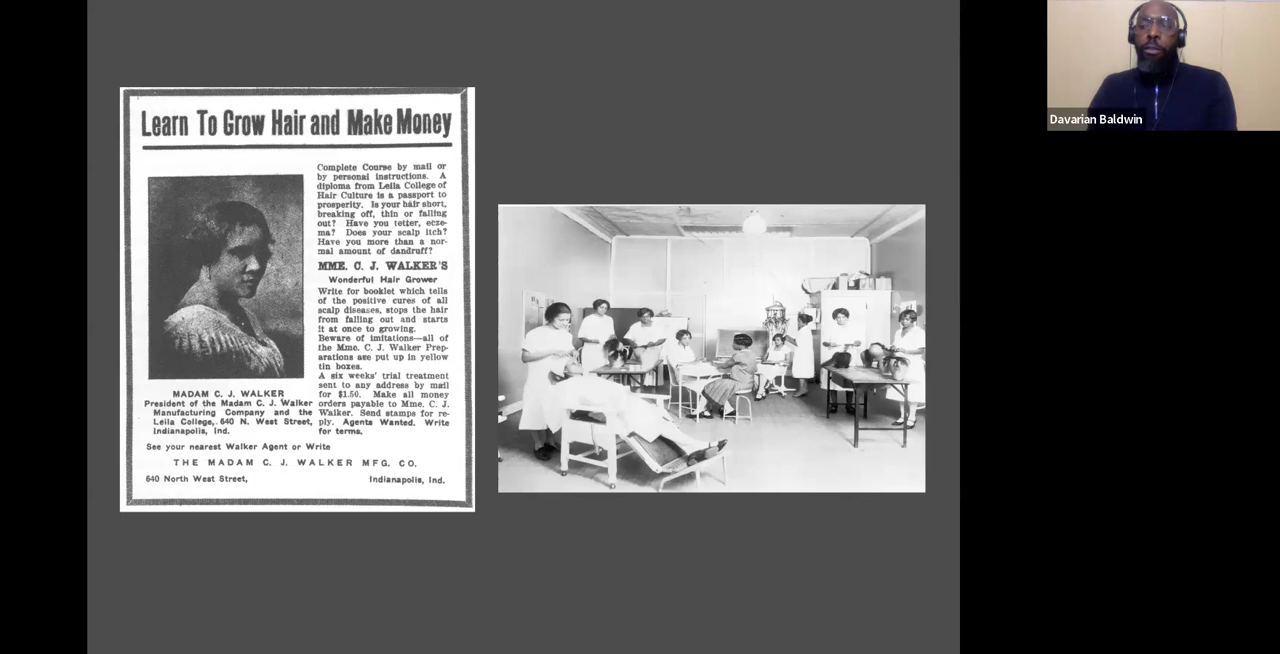 Learn To Grow Hair and Make Money
Complete Course by mail or
by personal instructions. A
diploma from Leila College of
Hair Culture is a passport to
prosperity. Is your hair short,
breaking off, thin or falling
out? Have you tetter, ecze-
ma? Does your scalp itch?
Have you more than a nor-
mal amount of dandruff?
MME. C. J. WALKER'S
Wonderful Hair Grower
Write for booklet which tells
of the positive cures of all
scalp diseases, stops the hair
from falling out and starts
it at once to growing.
Beware of imitations—all of
the Mme. C. J. Walker Prep-
arations are put up in yellow
tin boxes.
A six weeks' trial treatment
sent to any address by mail
for $1.50. Make all money
orders payable to Mme. C. J.
Walker. Send stamps for re-
ply. Agents Wanted. Write
for terms.
MADAM C. J. WALKER
President of the Madam C. J. Walker
Manufacturing Company and the
Leila College, 640 N. West Street,
Indianapolis, Ind.
See your nearest Walker Agent or Write
THE MADAM C. J. WALKER MFG. CO.
640 North West Street, Indianapolis, Ind.
Davarian Baldwin